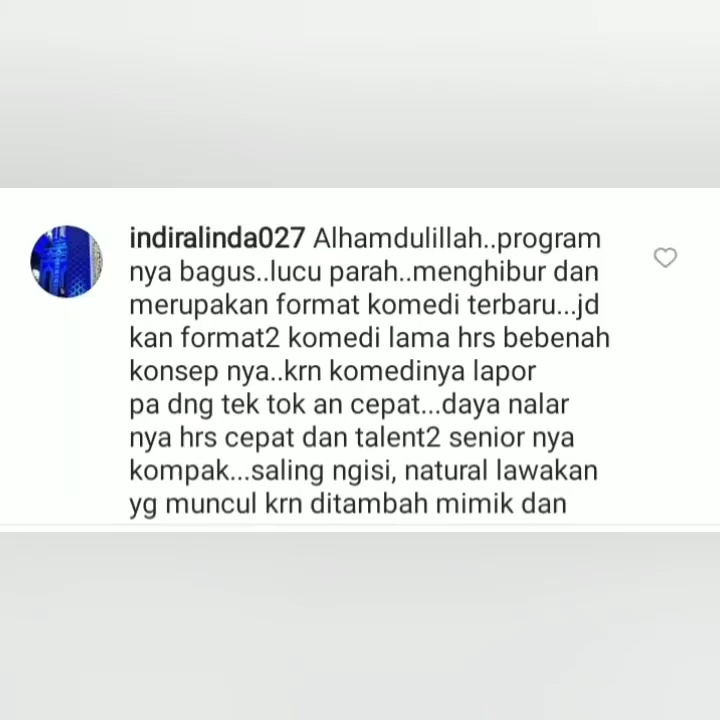 indiralinda027 Alhamdulillah..program
nya bagus..lucu parah..menghibur dan
merupakan format komedi terbaru...jd
kan format2 komedi lama hrs bebenah
konsep nya..krn komedinya lapor
pa dng tek tok an cepat...daya nalar
nya hrs cepat dan talent2 senior nya
kompak...saling ngisi, natural lawakan
yg muncul krn ditambah mimik dan